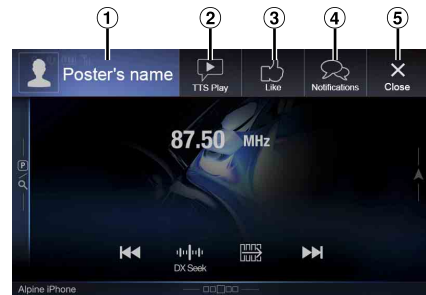 1 2 3 4 5
Poster's name
TTS Play
Like
Notifications
Close
87.50 MHz
P
DX Seek
Alpine iPhone